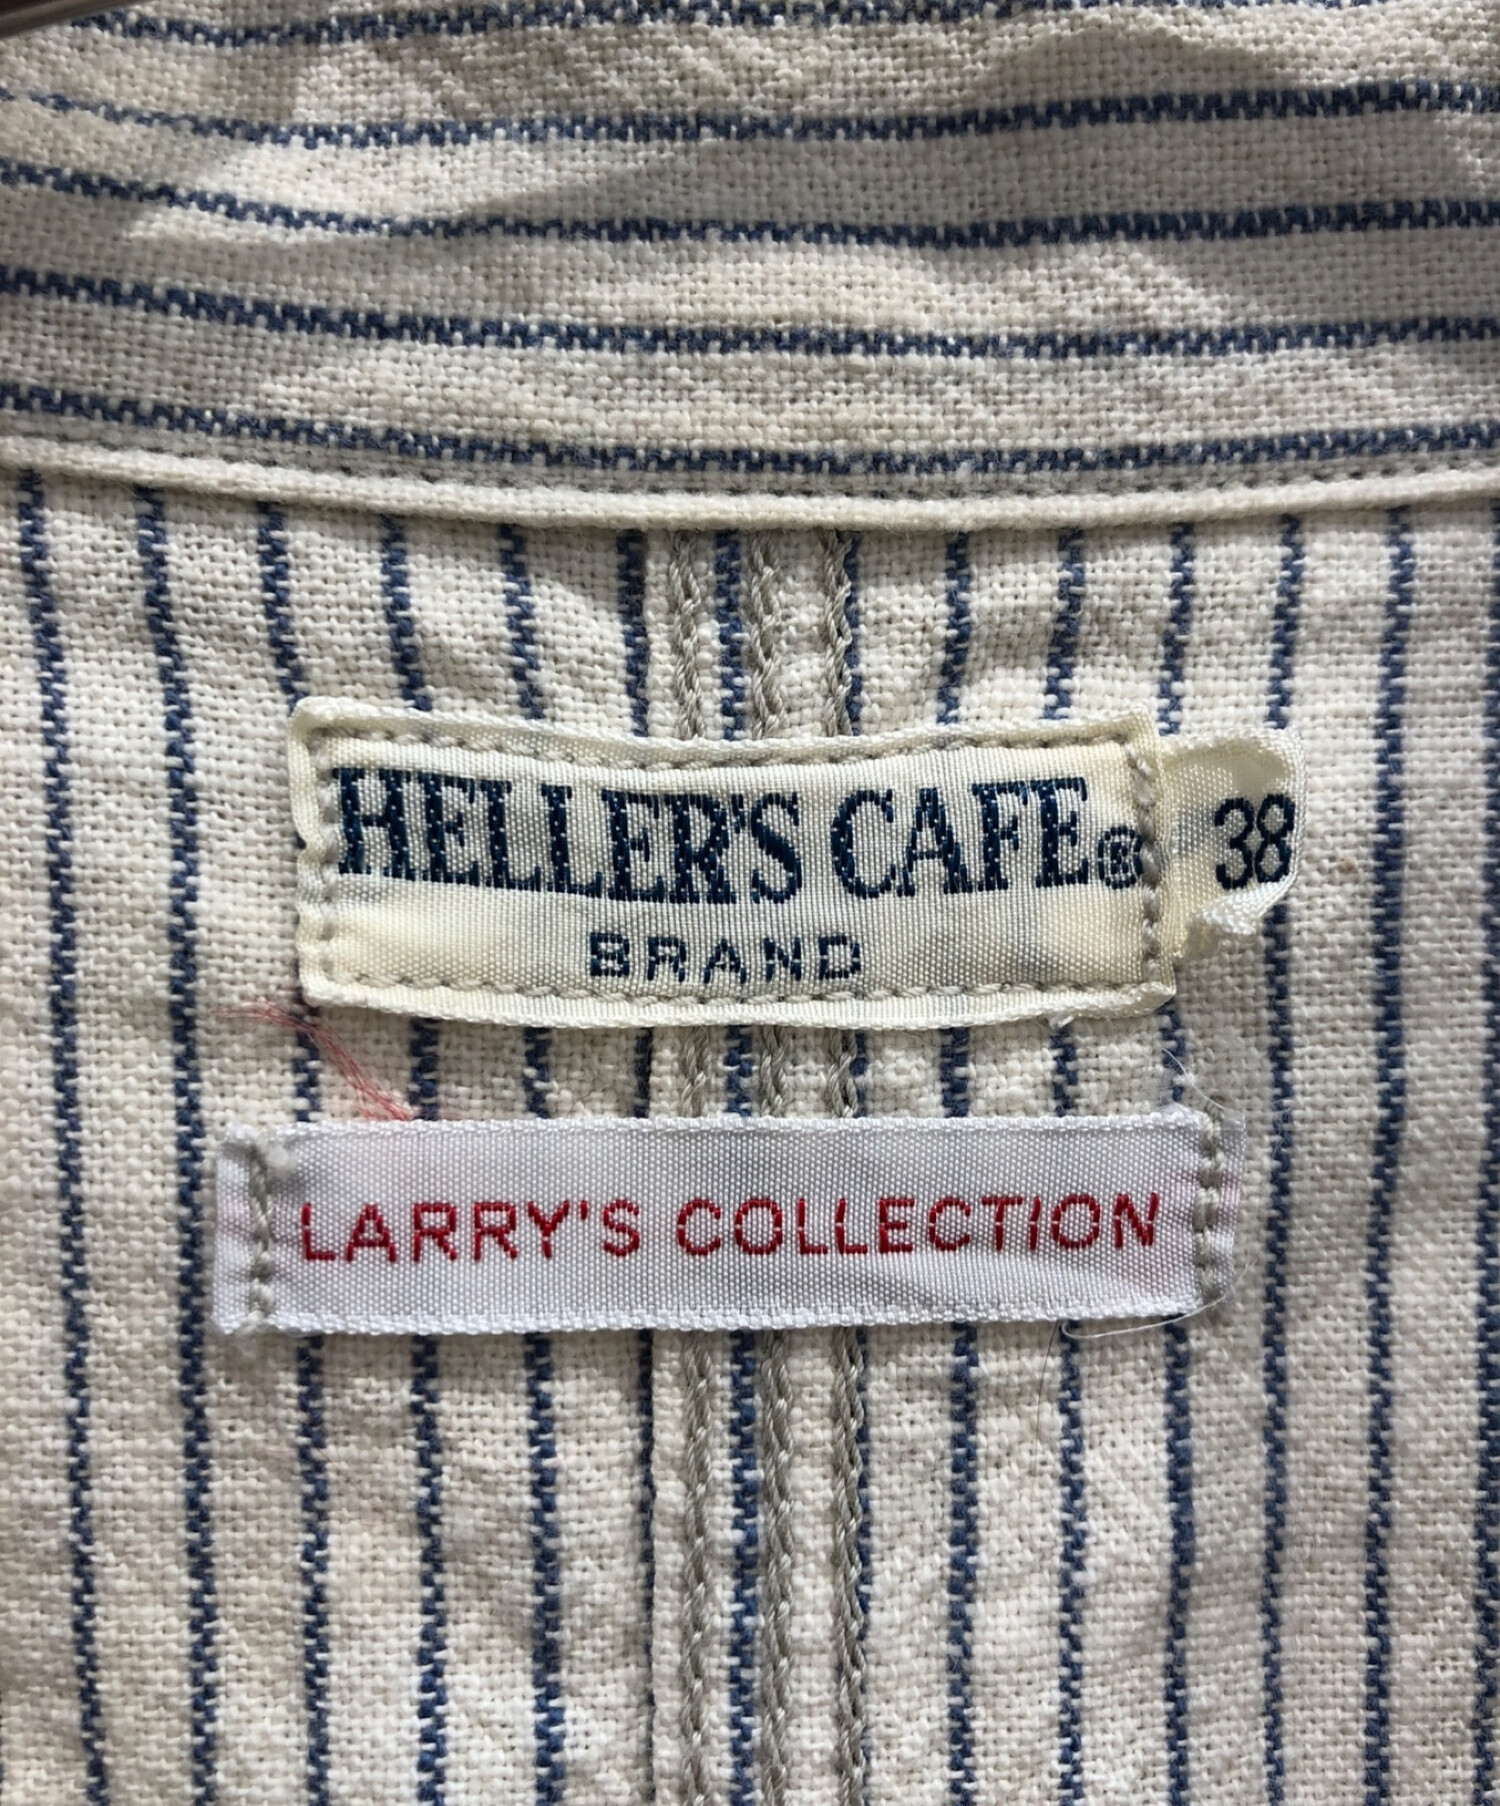 HELLER'S CAFE®
38
BRAND
LARRY'S COLLECTION